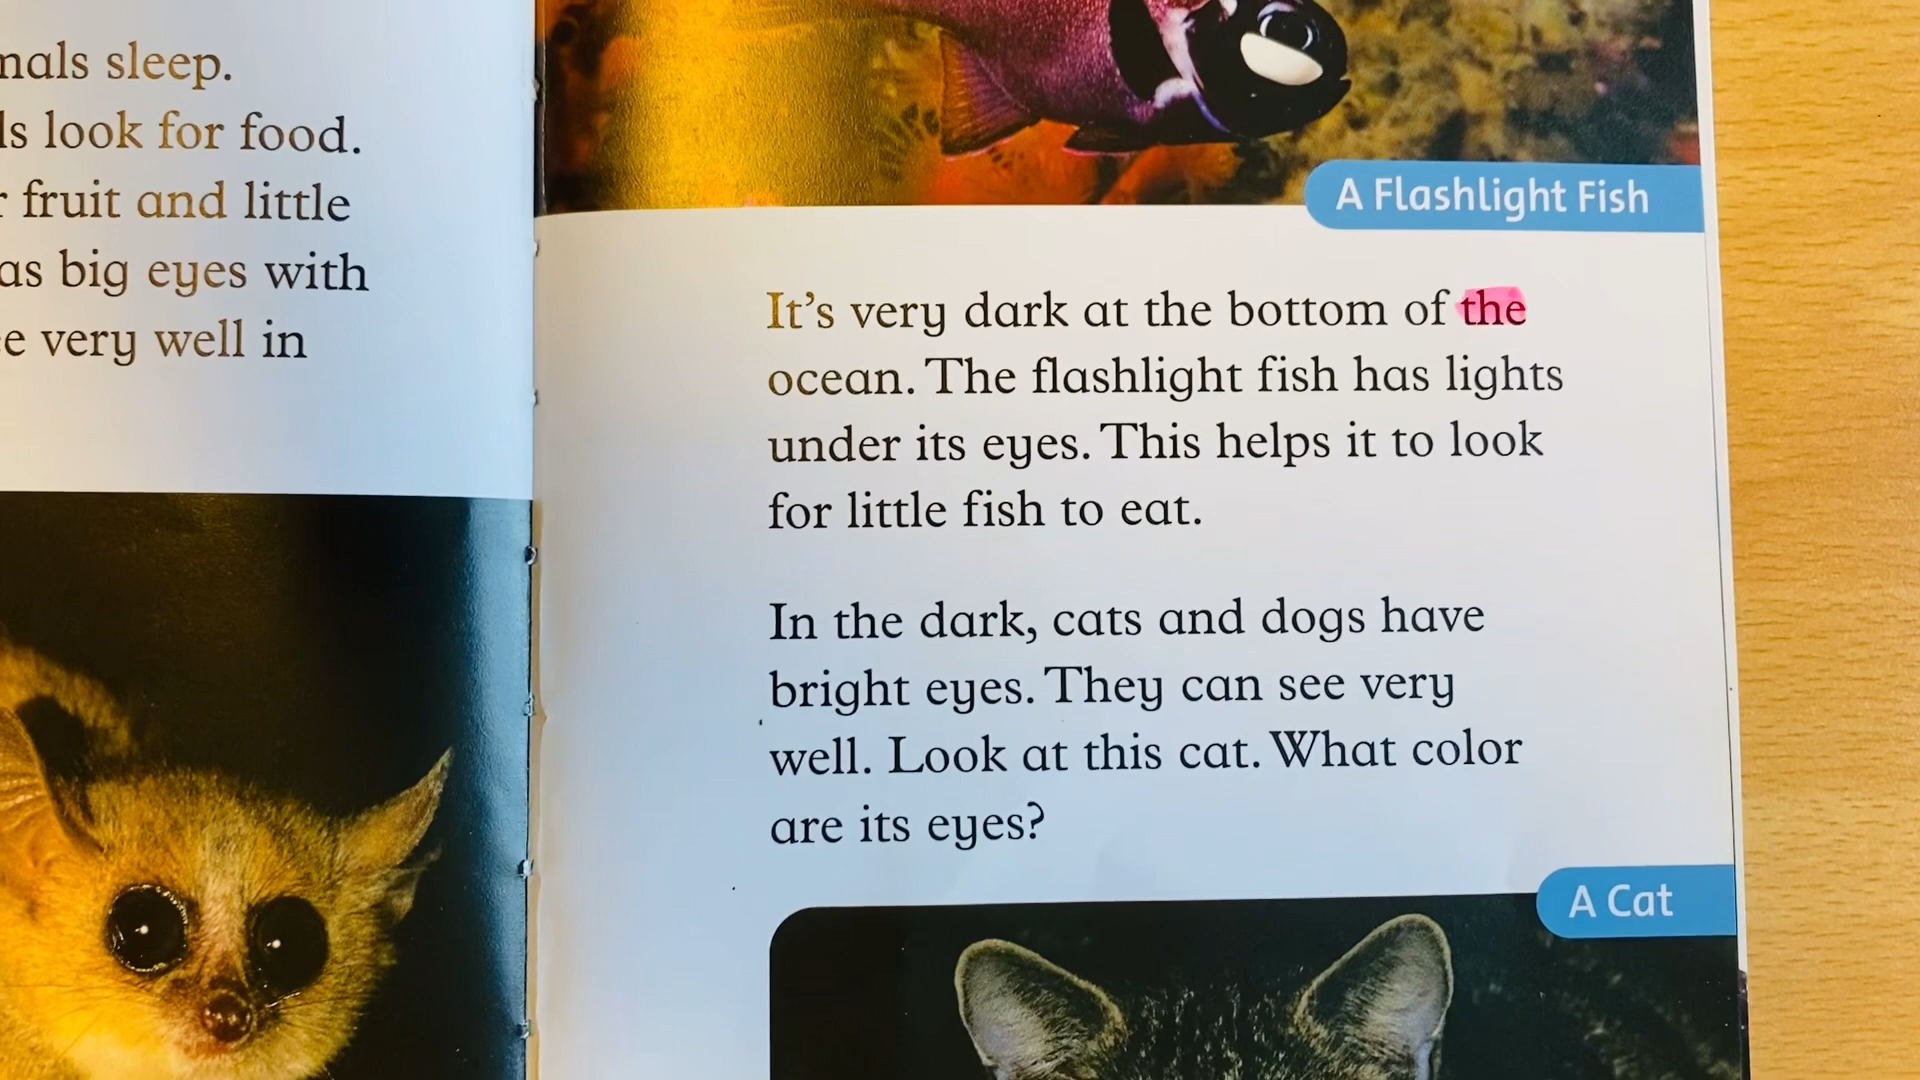 sleep.
look for food.
fruit and little
big eyes with
very well in
A Flashlight Fish
It's very dark at the bottom of the
ocean. The flashlight fish has lights
under its eyes. This helps it to look
for little fish to eat.
In the dark, cats and dogs have
bright eyes. They can see very
well. Look at this cat. What color
are its eyes?
A Cat